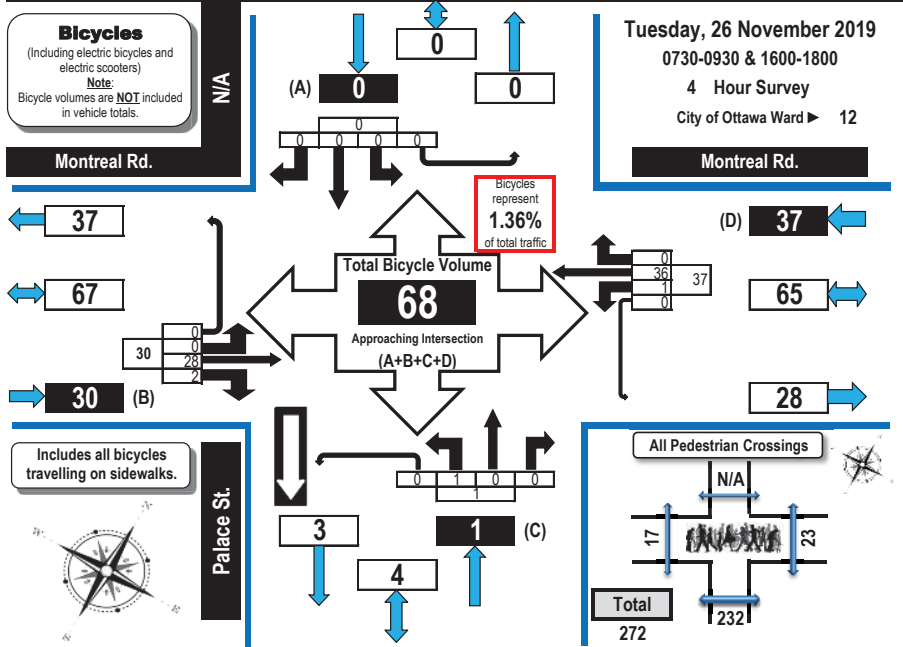 Bicycles
(Including electric bicycles and
electric scooters)
Note:
Bicycle volumes are NOT included
in vehicle totals.
N/A
Montreal Rd.
(A)
0
0
0
0
0
0
0
0
Tuesday, 26 November 2019
0730-0930 & 1600-1800
4 Hour Survey
City of Ottawa Ward ► 12
Montreal Rd.
Bicycles
represent
1.36%
of total traffic
37
67
30
0
0
28
2
30
(B)
Total Bicycle Volume
68
Approaching Intersection
(A+B+C+D)
(D)
37
0
36
1
0
37
65
28
Includes all bicycles
travelling on sidewalks.
N
E
S
W
Palace St.
0
1
0
0
1
3
1
(C)
4
All Pedestrian Crossings
N/A
17
23
232
Total
272